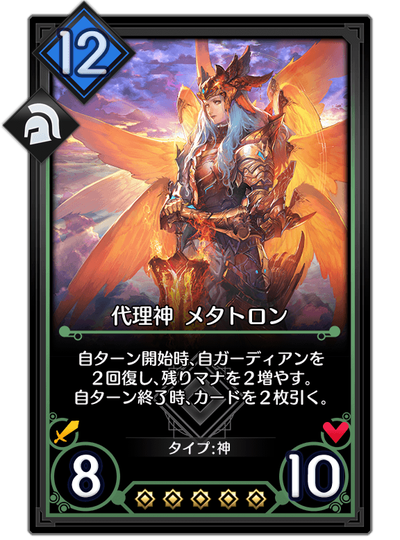 12
代理神 メタトロン
自ターン開始時、自ガーディアンを
２回復し、残りマナを２増やす。
自ターン終了時、カードを２枚引く。
タイプ:神
8
10